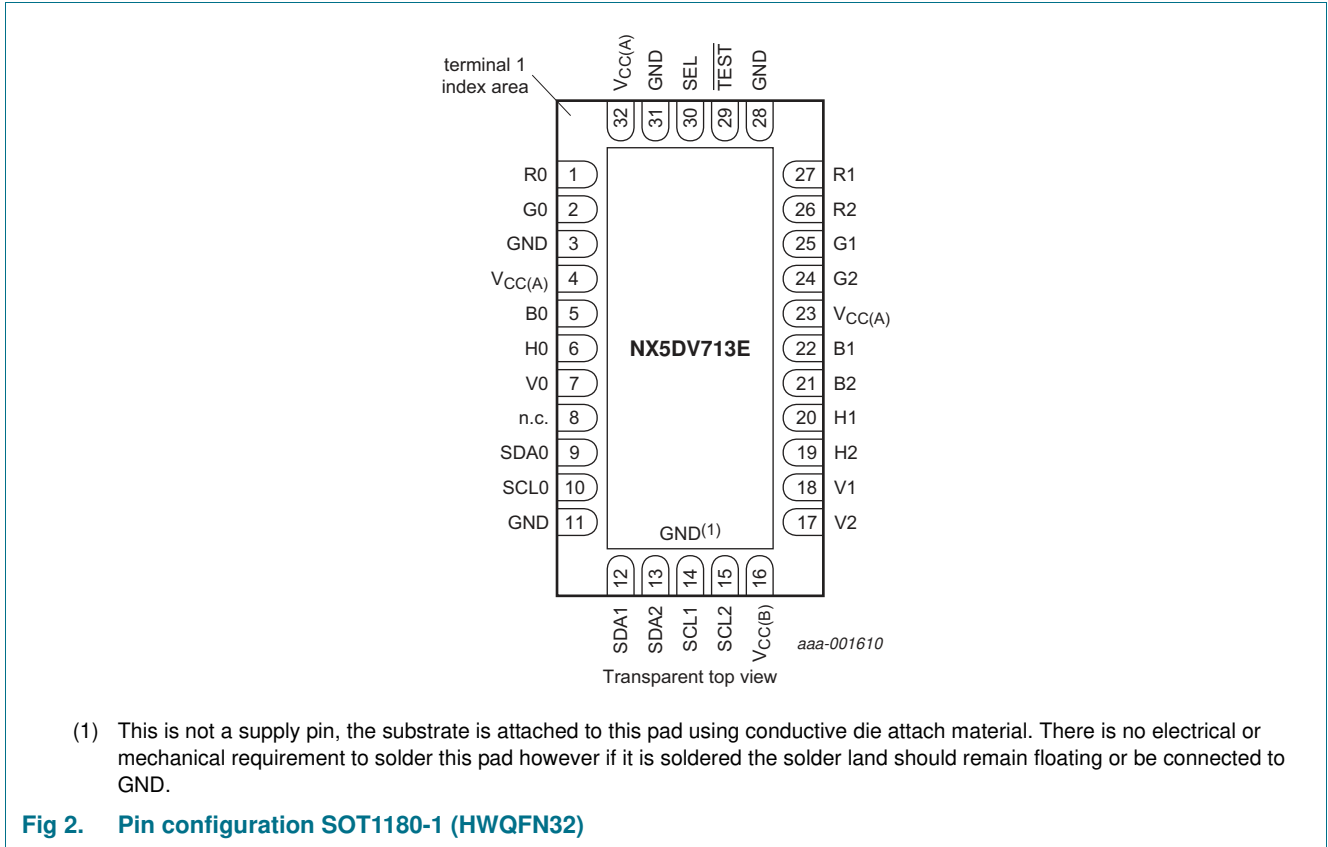 terminal 1
index area
VCC(A)
GND
SEL
TEST
GND
32
31
30
29
28
R0 1
G0 2
GND 3
VCC(A) 4
B0 5
H0 6
V0 7
n.c. 8
SDA0 9
SCL0 10
GND 11
NX5DV713E
GND(1)
27 R1
26 R2
25 G1
24 G2
23 VCC(A)
22 B1
21 B2
20 H1
19 H2
18 V1
17 V2
12
13
14
15
16
SDA1
SDA2
SCL1
SCL2
VCC(B)
aaa-001610
Transparent top view
(1) This is not a supply pin, the substrate is attached to this pad using conductive die attach material. There is no electrical or
mechanical requirement to solder this pad however if it is soldered the solder land should remain floating or be connected to
GND.
Fig 2. Pin configuration SOT1180-1 (HWQFN32)